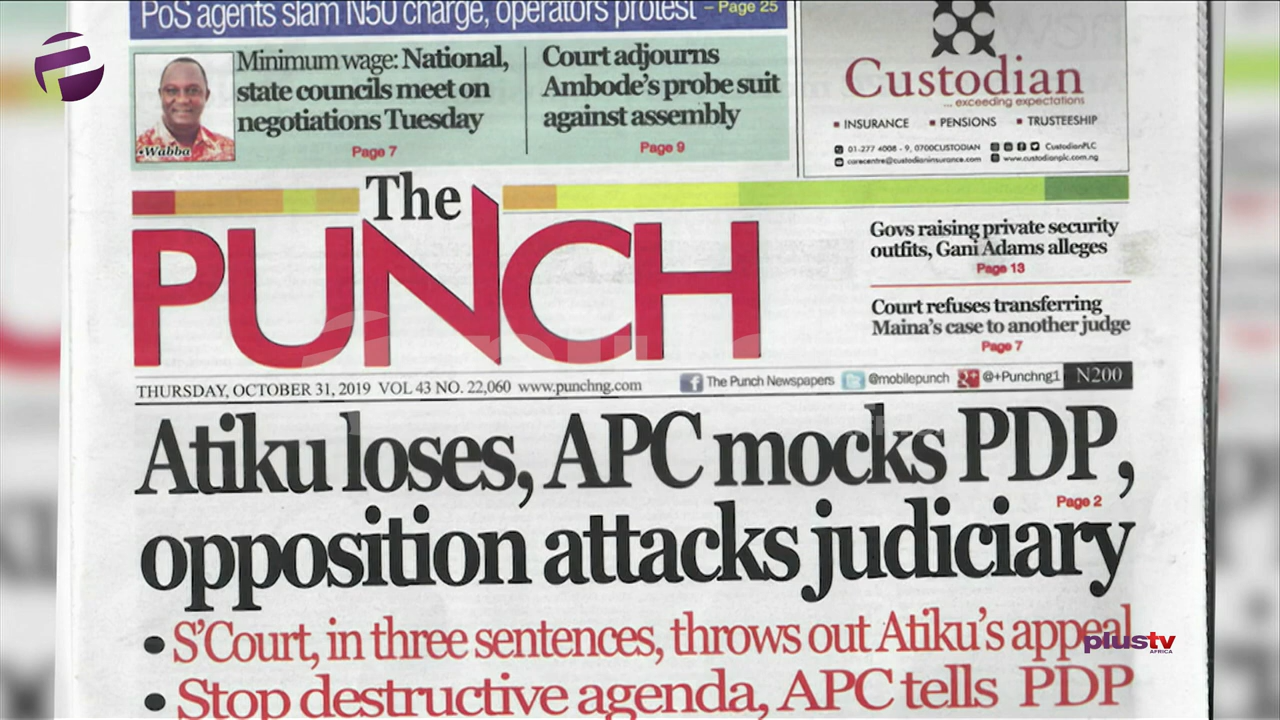 PoS agents slam N50 charge, operators protest – Page 25
Minimum wage: National,
state councils meet on
negotiations Tuesday
Page 7
•Wabba
Court adjourns
Ambode's probe suit
against assembly
Page 9
Custodian
... exceeding expectations
▪ INSURANCE ▪ PENSIONS ▪ TRUSTEESHIP
01-277 4008 - 9, 0700CUSTODIAN CustodianPLC
carecentre@custodianinsurance.com www.custodianplc.com.ng
The
PUNCH
Govs raising private security
outfits, Gani Adams alleges
Page 13
Court refuses transferring
Maina's case to another judge
Page 7
THURSDAY, OCTOBER 31, 2019 VOL 43 NO. 22,060 www.punchng.com The Punch Newspapers @mobilepunch @+Punchng1 N200
Atiku loses, APC mocks PDP,
Page 2
opposition attacks judiciary
• S'Court, in three sentences, throws out Atiku's appeal
plustv
AFRICA
• Stop destructive agenda, APC tells PDP